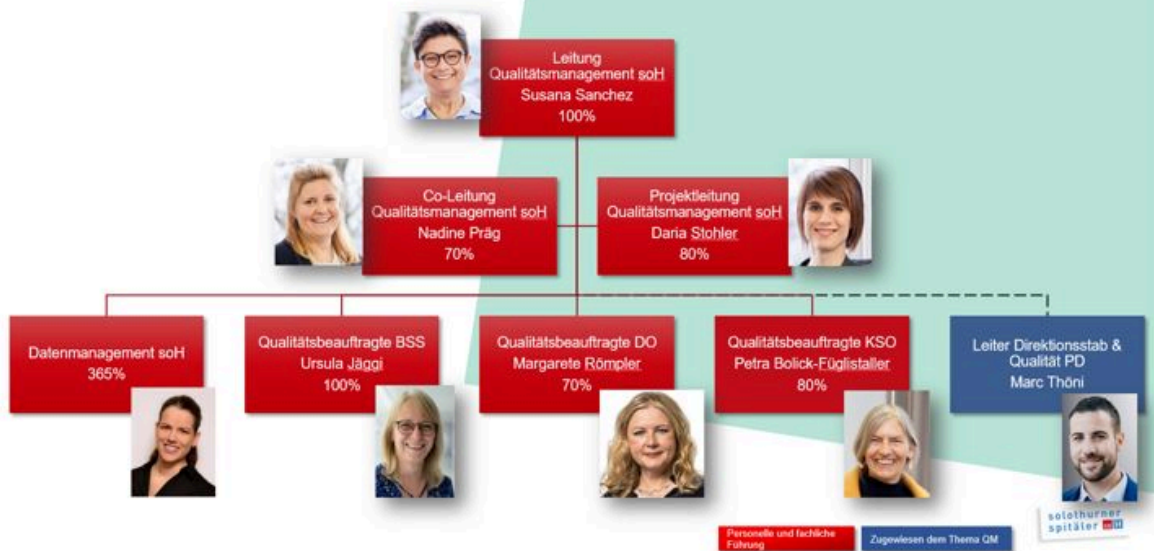 Leitung
Qualitätsmanagement soH
Susana Sanchez
100%
Co-Leitung
Qualitätsmanagement soH
Nadine Präg
70%
Projektleitung
Qualitätsmanagement soH
Daria Stohler
80%
Datenmanagement soH
365%
Qualitätsbeauftragte BSS
Ursula Jäggi
100%
Qualitätsbeauftragte DO
Margarete Römpler
70%
Qualitätsbeauftragte KSO
Petra Bolick-Füglistaller
80%
Leiter Direktionsstab &
Qualität PD
Marc Thöni
Personelle und fachliche
Führung
Zugewiesen dem Thema QM
solothurner
spitäler soH